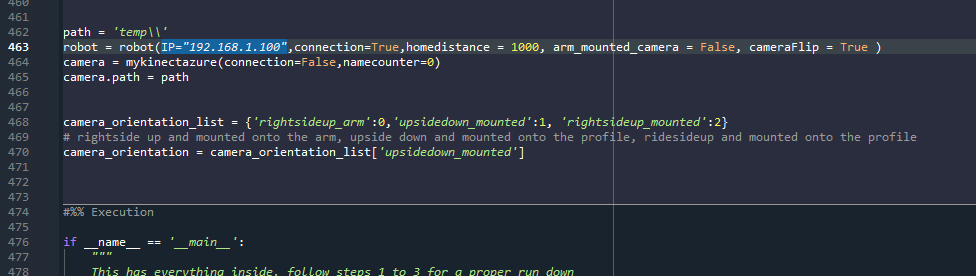 460
461
462 path = 'temp\\'
463 robot = robot(IP="192.168.1.100",connection=True,homedistance = 1000, arm_mounted_camera = False, cameraFlip = True )
464 camera = mykinectazure(connection=False,namecounter=0)
465 camera.path = path
466
467
468 camera_orientation_list = {'rightsideup_arm':0,'upsidedown_mounted':1, 'rightsideup_mounted':2}
469 # rightside up and mounted onto the arm, upside down and mounted onto the profile, ridesideup and mounted onto the profile
470 camera_orientation = camera_orientation_list['upsidedown_mounted']
471
472
473
474 #%% Execution
475
476 if __name__ == '__main__':
477 """
478 This has everything inside, follow steps 1 to 3 for a proper run down